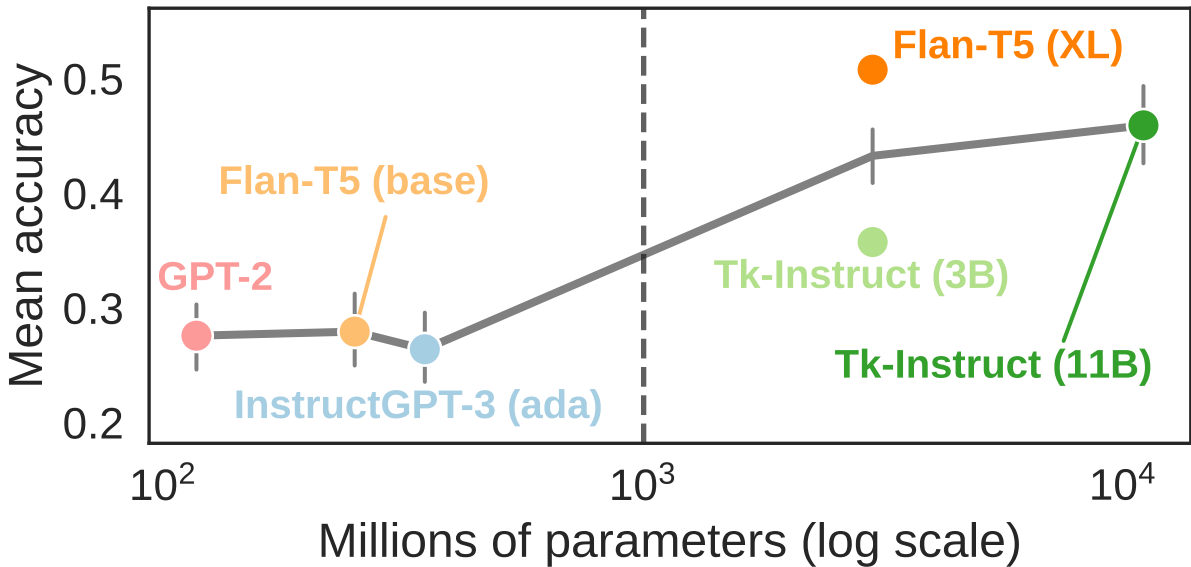 Flan-T5 (XL)
0.5
Mean accuracy
Flan-T5 (base)
0.4
GPT-2
Tk-Instruct (3B)
0.3
Tk-Instruct (11B)
InstructGPT-3 (ada)
0.2
10²
10³
10⁴
Millions of parameters (log scale)